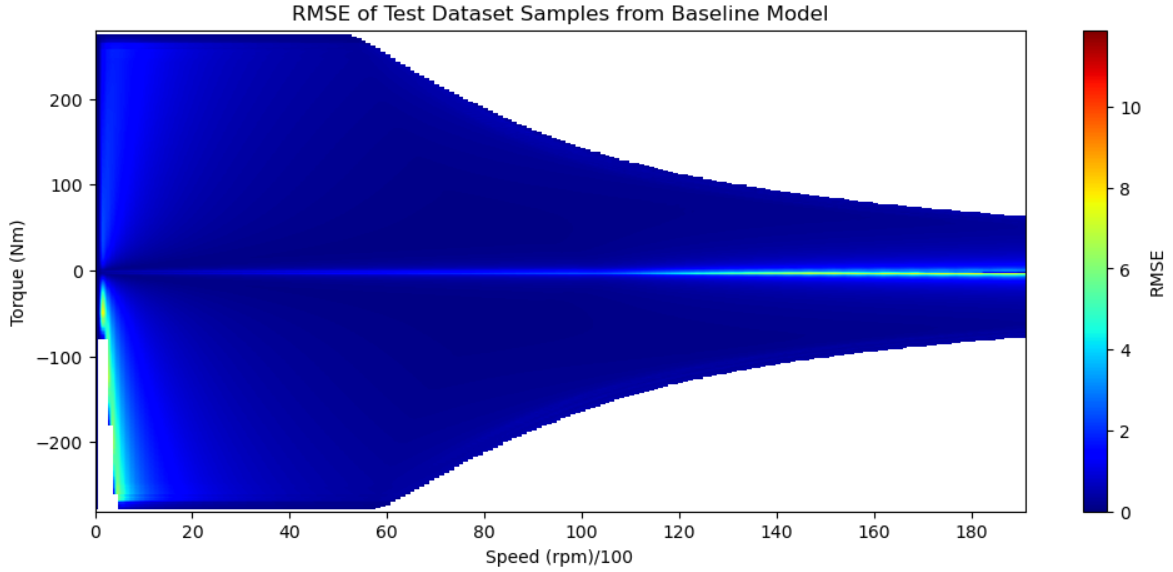 RMSE of Test Dataset Samples from Baseline Model
Torque (Nm)
200
100
0
−100
−200
0 20 40 60 80 100 120 140 160 180
Speed (rpm)/100
10
8
6
4
2
0
RMSE